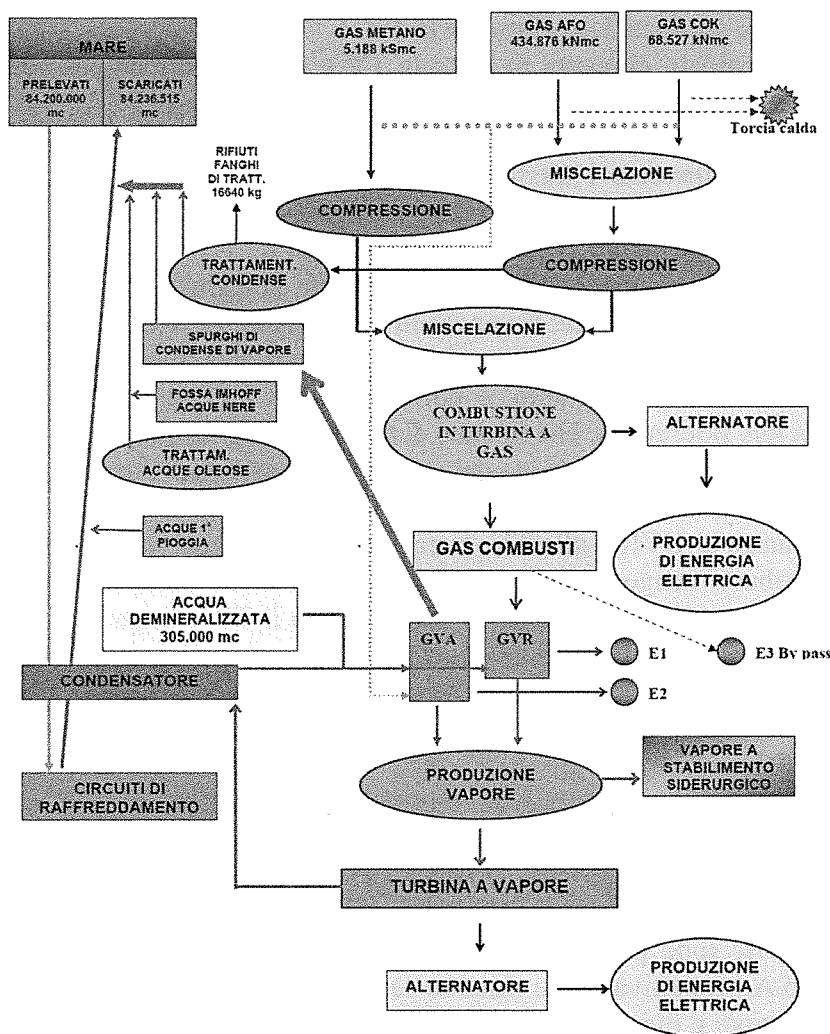 MARE
PRELEVATI
84.200.000
mc
SCARICATI
84.236.515
mc
GAS METANO
5.188 kSmc
GAS AFO
434.876 kNmc
GAS COK
68.527 kNmc
Torcia calda
RIFIUTI
FANGHI
DI TRATT.
16640 kg
MISCELAZIONE
COMPRESSIONE
TRATTAMENT.
CONDENSE
COMPRESSIONE
MISCELAZIONE
SPURGHI DI
CONDENSE DI VAPORE
FOSSA IMHOFF
ACQUE NERE
COMBUSTIONE
IN TURBINA A
GAS
ALTERNATORE
TRATTAM.
ACQUE OLEOSE
ACQUE 1°
PIOGGIA
GAS COMBUSTI
PRODUZIONE
DI ENERGIA
ELETTRICA
ACQUA
DEMINERALIZZATA
305.000 mc
GVA
GVR
E1
E3 By pass
E2
CONDENSATORE
CIRCUITI DI
RAFFREDDAMENTO
PRODUZIONE
VAPORE
VAPORE A
STABILIMENTO
SIDERURGICO
TURBINA A VAPORE
ALTERNATORE
PRODUZIONE
DI ENERGIA
ELETTRICA